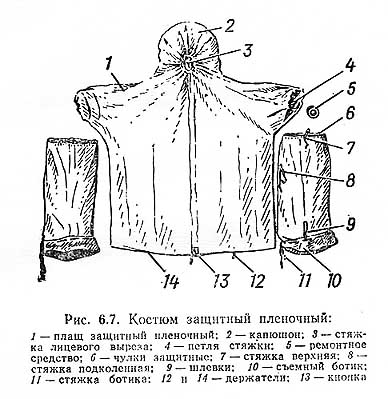 1
2
3
4
5
6
7
8
9
14
13
12
11
10
Рис. 6.7. Костюм защитный пленочный:
1 — плащ защитный пленочный; 2 — капюшон; 3 — стяж-
ка лицевого выреза; 4 — петля стяжки; 5 — ремонтное
средство; 6 — чулки защитные; 7 — стяжка верхняя; 8 —
стяжка подколенная; 9 — шлевки; 10 — съемный ботик;
11 — стяжка ботика; 12 и 14 — держатели; 13 — кнопка